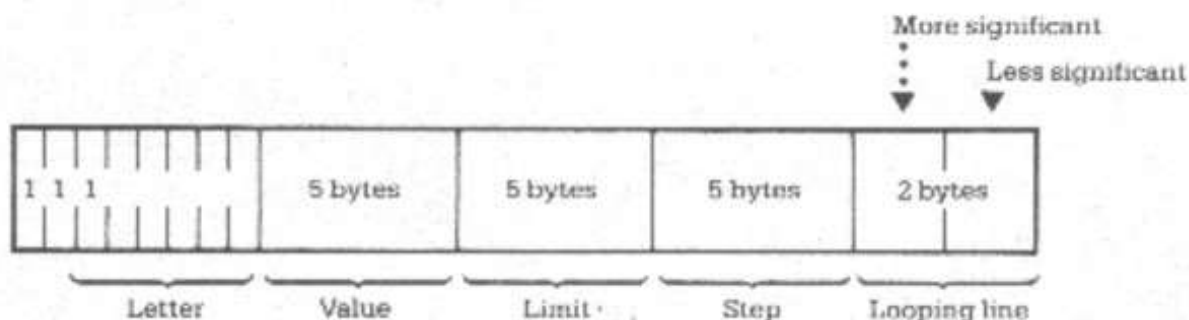 More significant
Less significant
1 1 1
5 bytes
5 bytes
5 bytes
2 bytes
Letter
Value
Limit
Step
Looping line